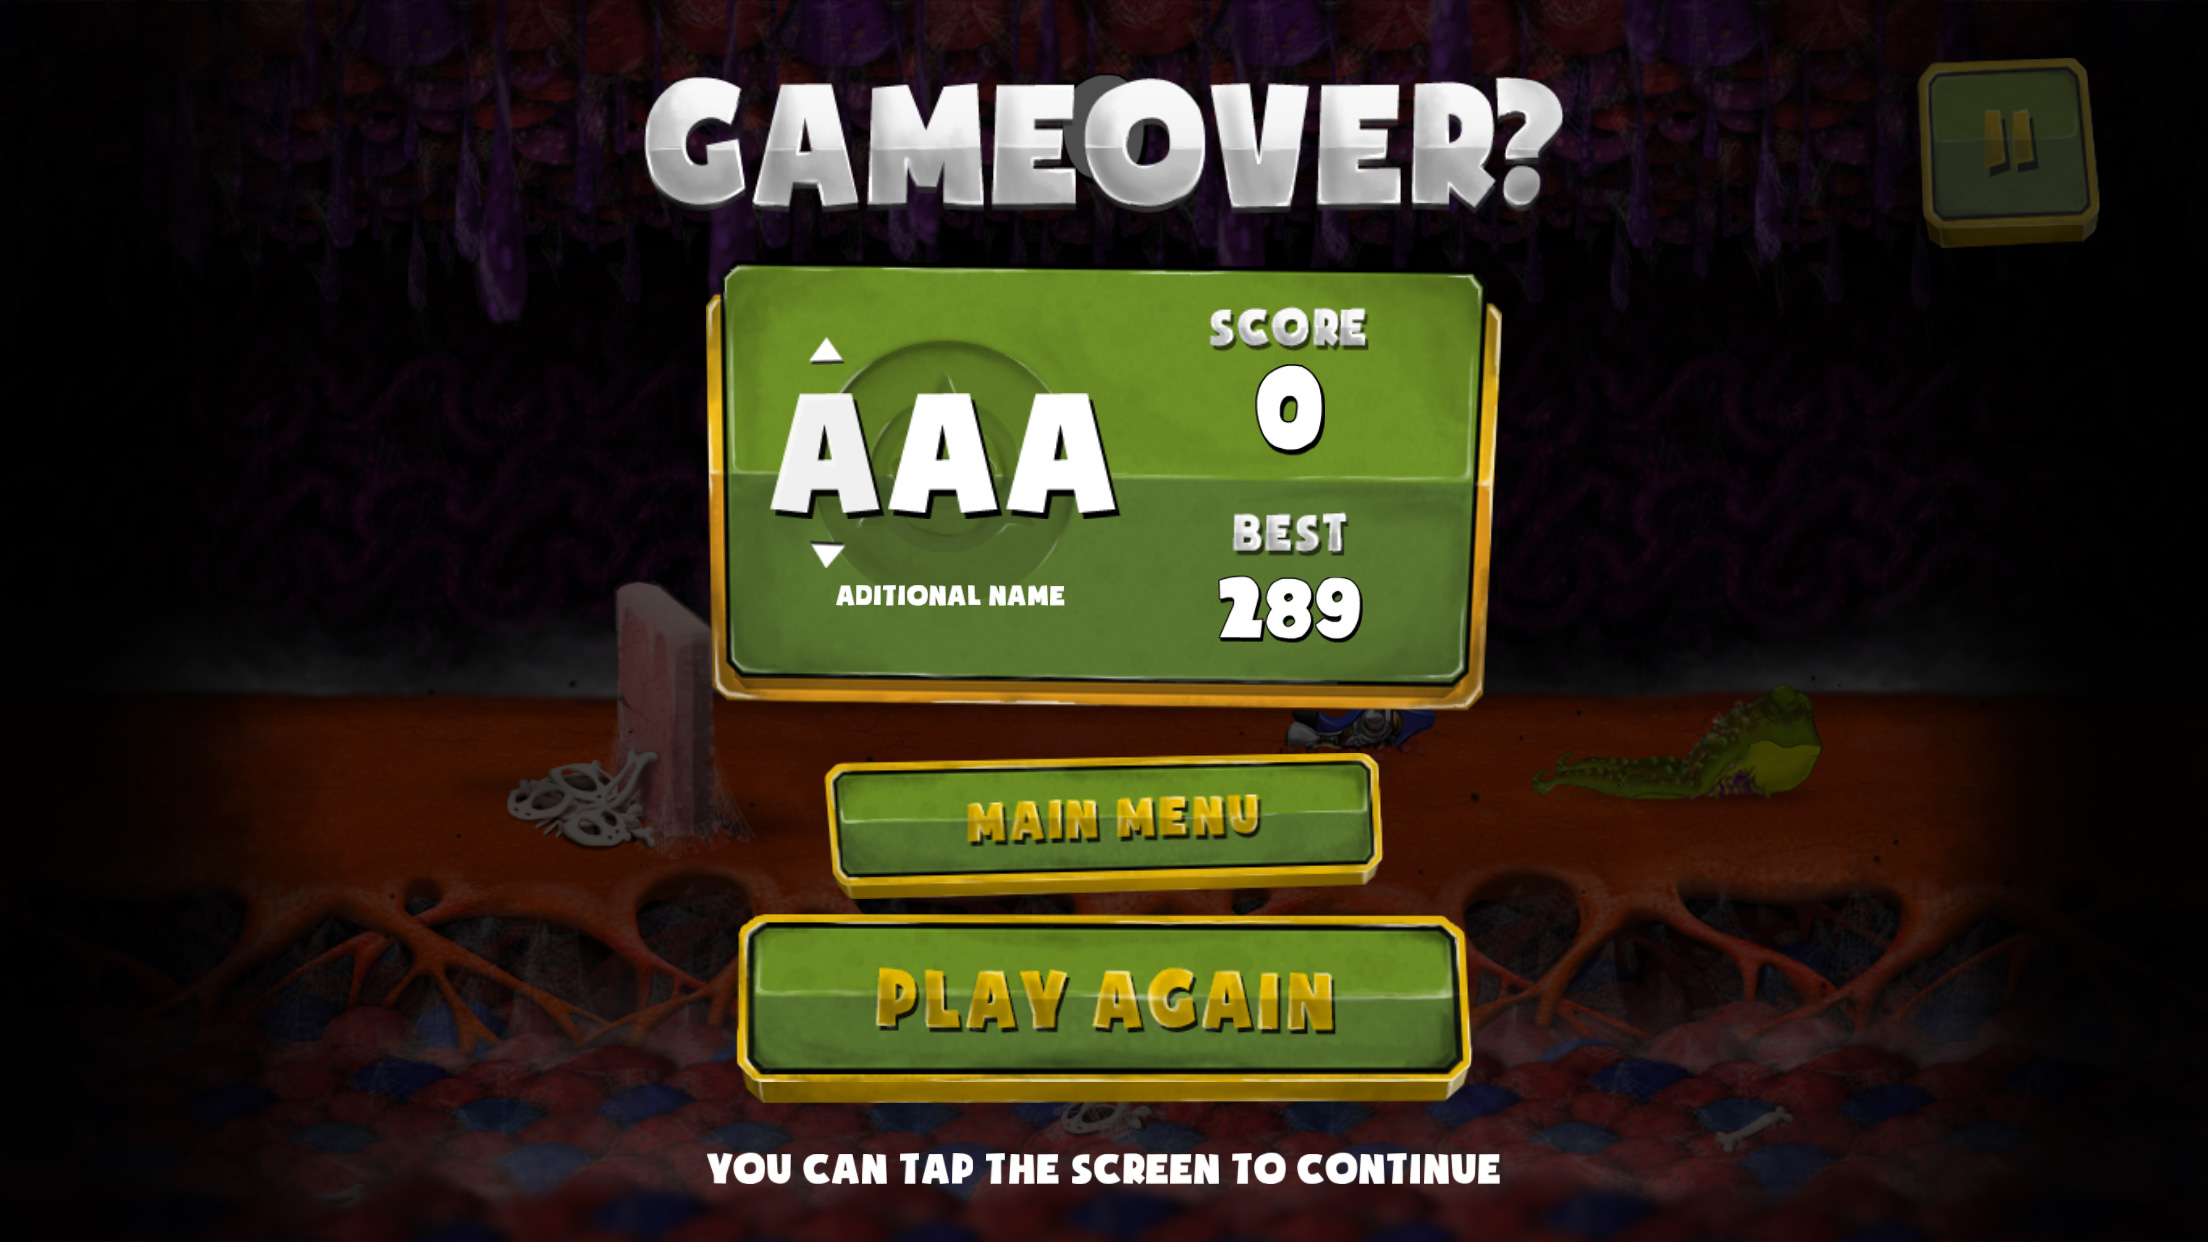 GAMEOVER?
AAA
ADITIONAL NAME
SCORE
0
BEST
289
MAIN MENU
PLAY AGAIN
YOU CAN TAP THE SCREEN TO CONTINUE